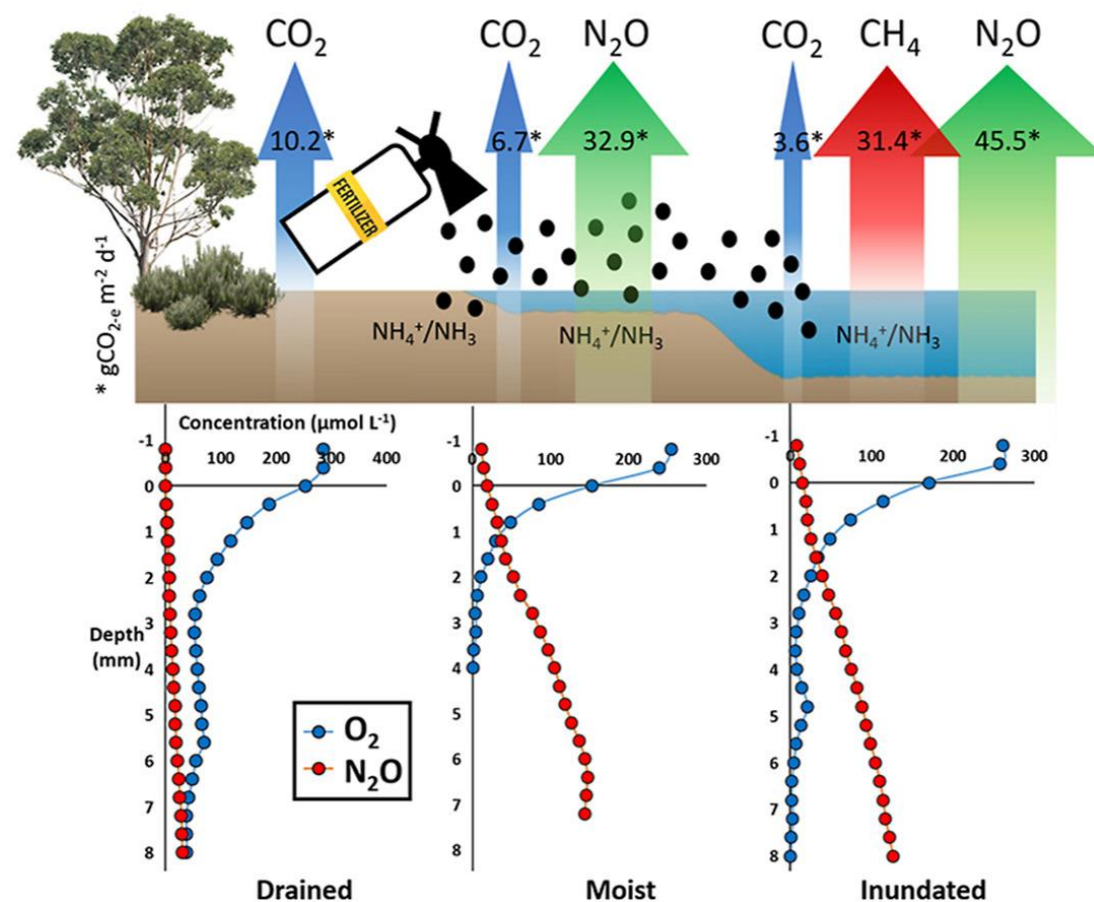 CO₂ CO₂ N₂O CO₂ CH₄ N₂O
10.2* 6.7* 32.9* 3.6* 31.4* 45.5*
FERTILIZER
* gCO₂₋ₑ m⁻² d⁻¹
NH₄⁺/NH₃ NH₄⁺/NH₃ NH₄⁺/NH₃
Concentration (µmol L⁻¹)
-1 0 100 200 300 400
0
1
2
3
4
5
6
7
8
Depth
(mm)
-1 0 100 200 300
0
1
2
3
4
5
6
7
8
-1 0 100 200 300
0
1
2
3
4
5
6
7
8
O₂
N₂O
Drained Moist Inundated